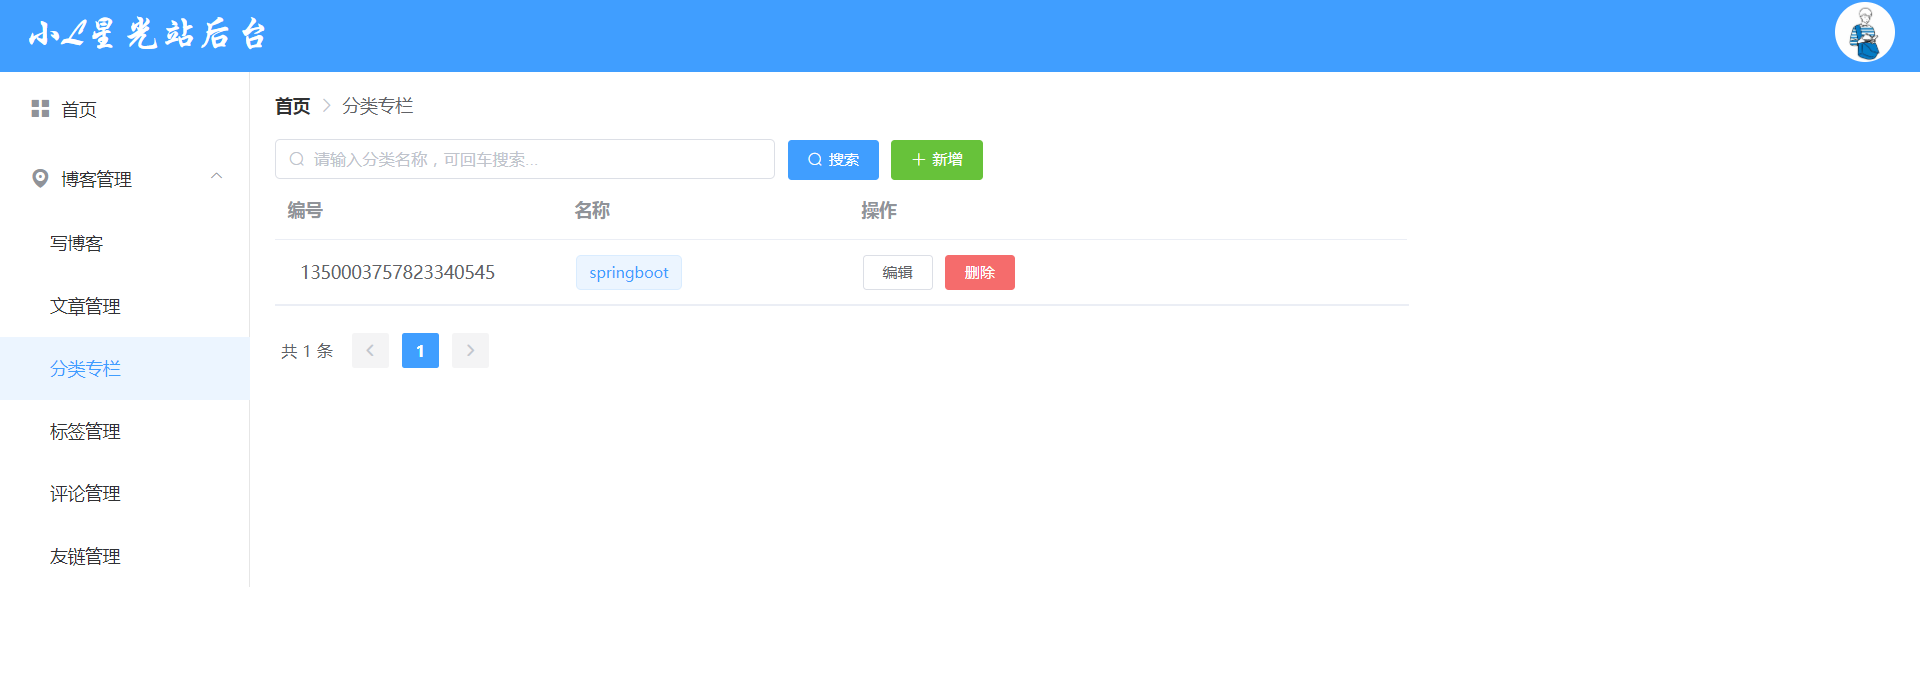 小L星光站后台
首页
博客管理
写博客
文章管理
分类专栏
标签管理
评论管理
友链管理
首页 分类专栏
请输入分类名称，可回车搜索... 搜索 新增
编号 名称 操作
1350003757823340545 springboot 编辑 删除
共 1 条 1